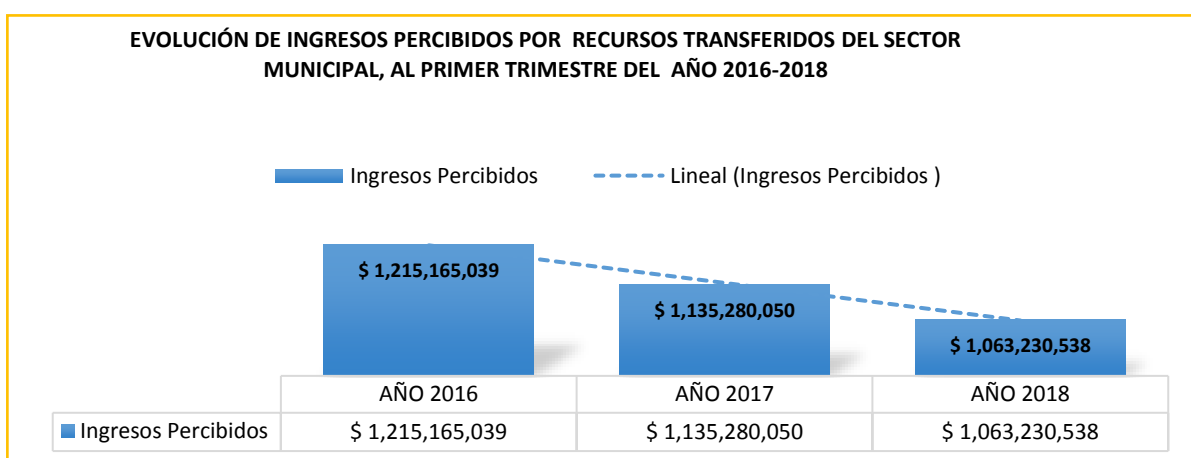 EVOLUCIÓN DE INGRESOS PERCIBIDOS POR RECURSOS TRANSFERIDOS DEL SECTOR
MUNICIPAL, AL PRIMER TRIMESTRE DEL AÑO 2016-2018
Ingresos Percibidos
Lineal (Ingresos Percibidos )
$ 1,215,165,039
$ 1,135,280,050
$ 1,063,230,538
AÑO 2016 AÑO 2017 AÑO 2018
Ingresos Percibidos $ 1,215,165,039 $ 1,135,280,050 $ 1,063,230,538